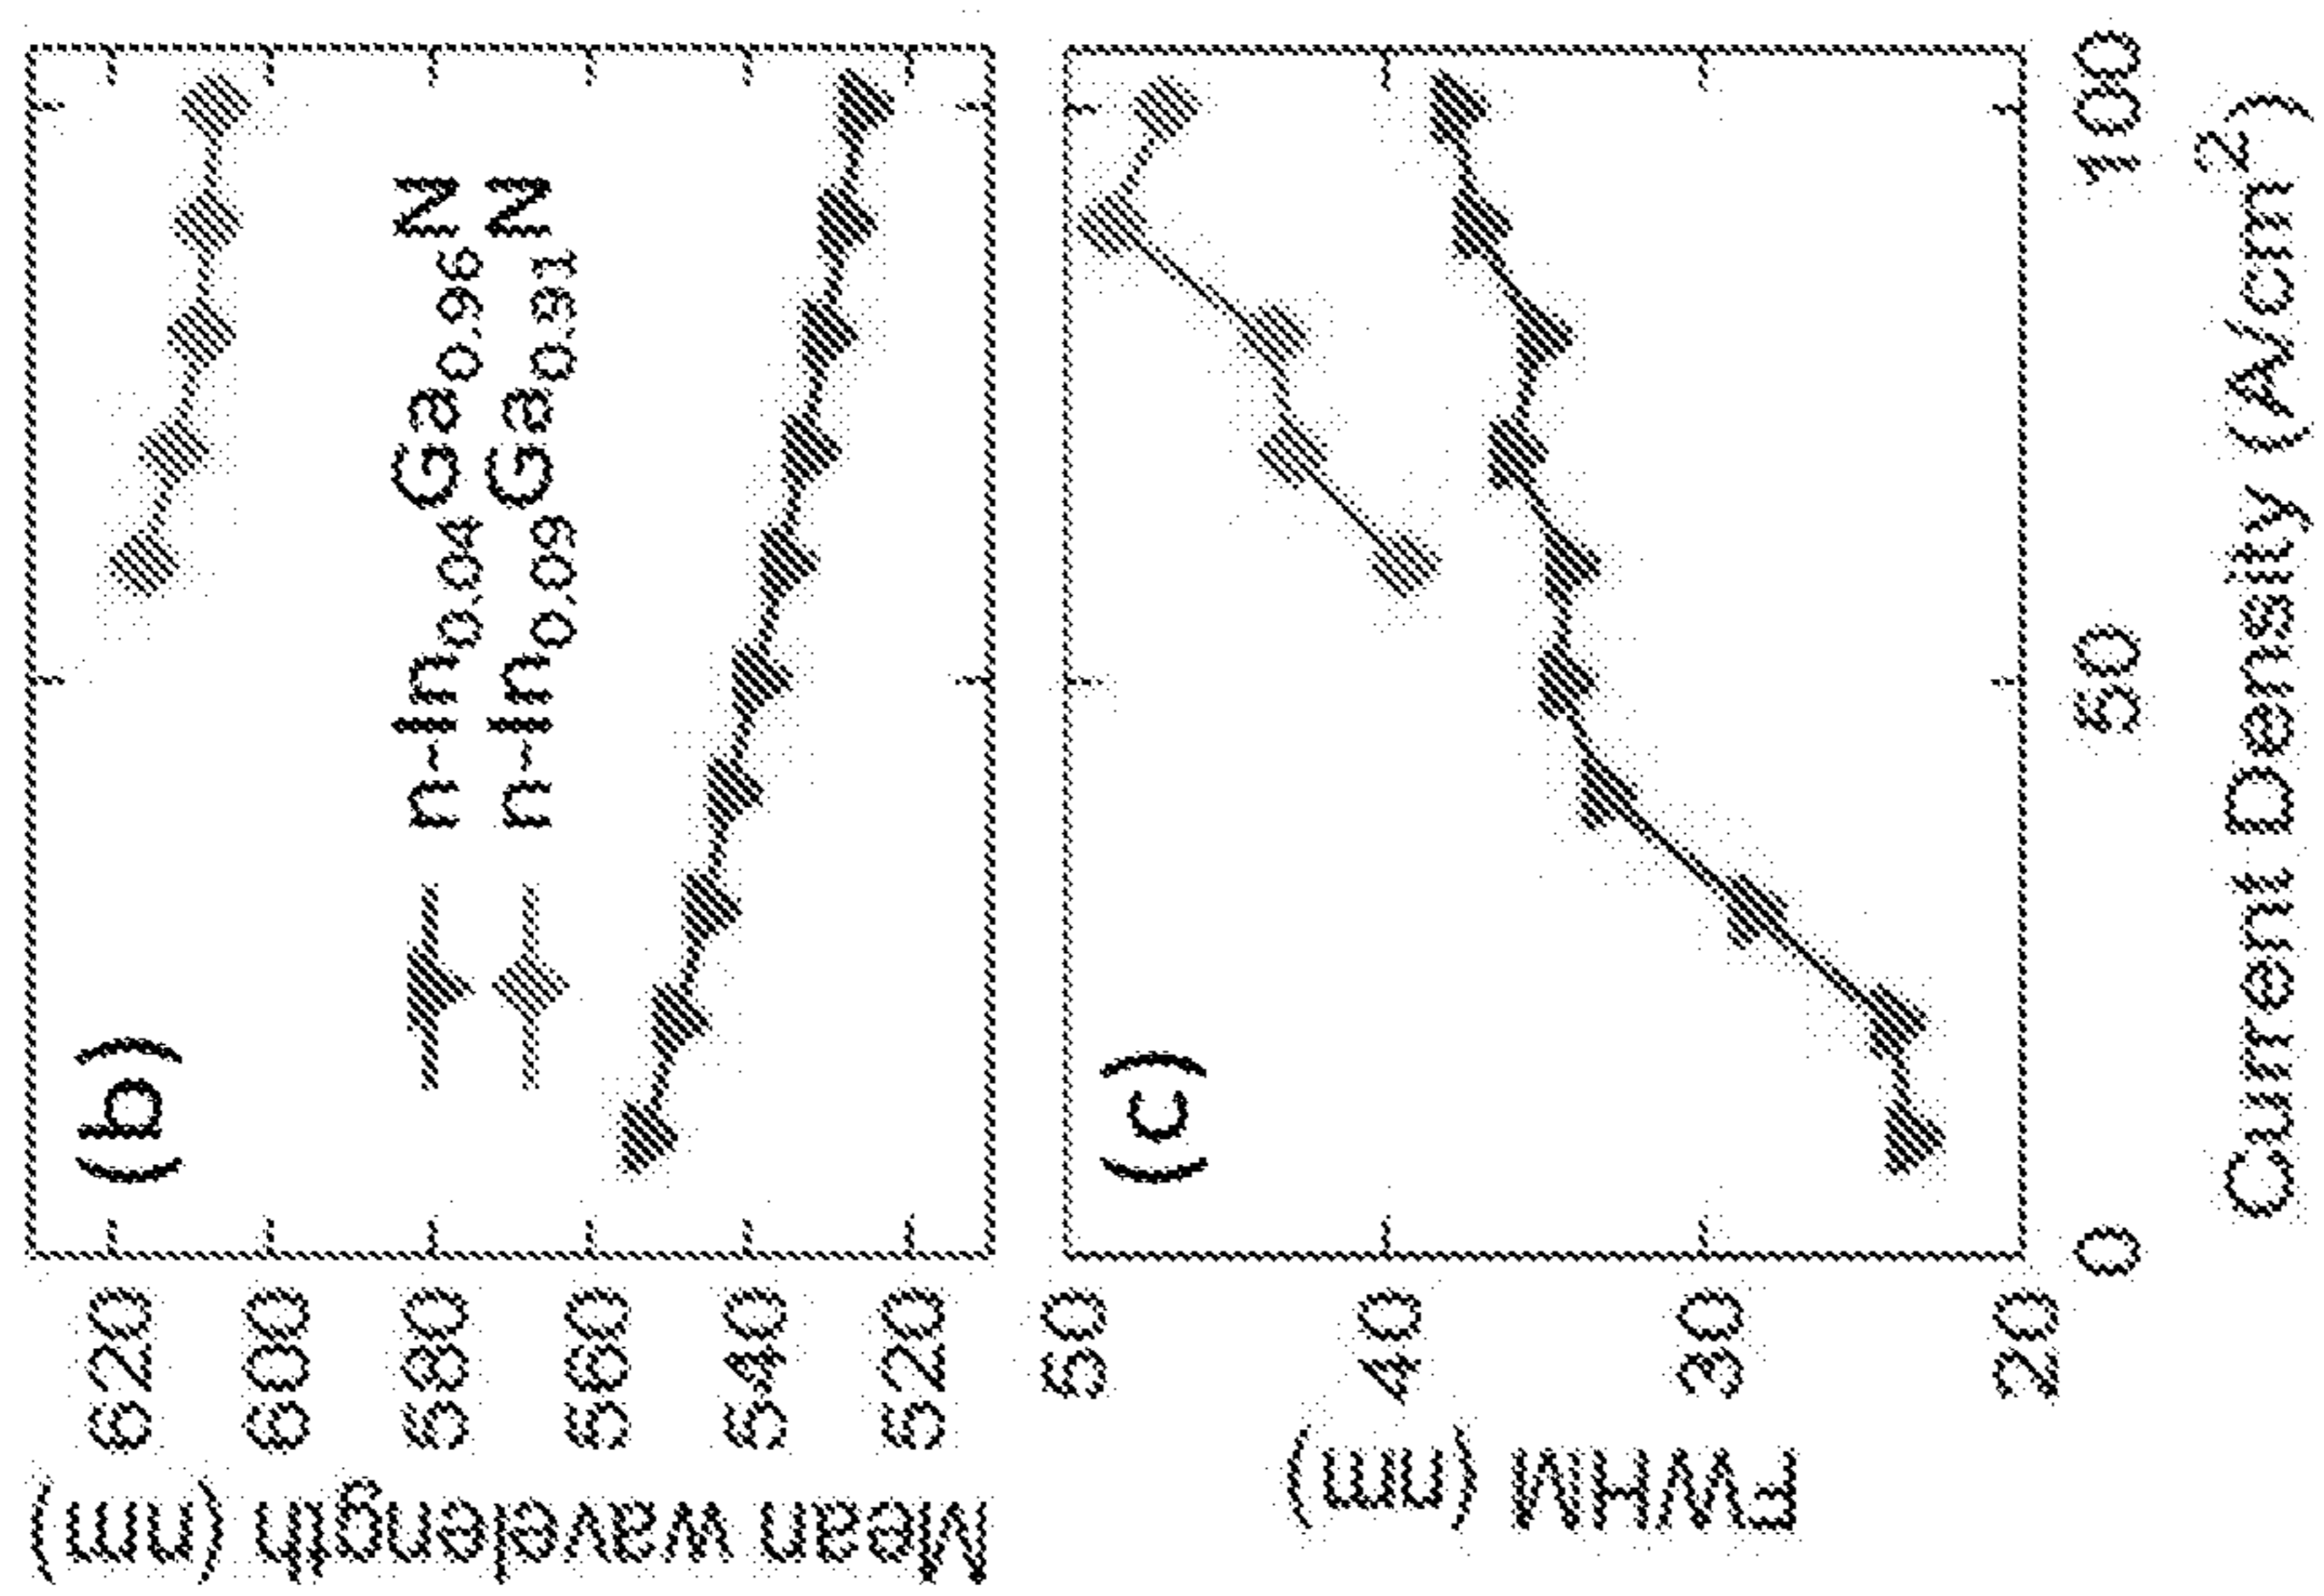 (b)
n-In0.04Ga0.96N
n-In0.09Ga0.91N
620
600
580
560
540
520
Mean wavelength (nm)
(c)
50
40
30
20
FWHM (nm)
0
50
100
Current Density (A/cm2)